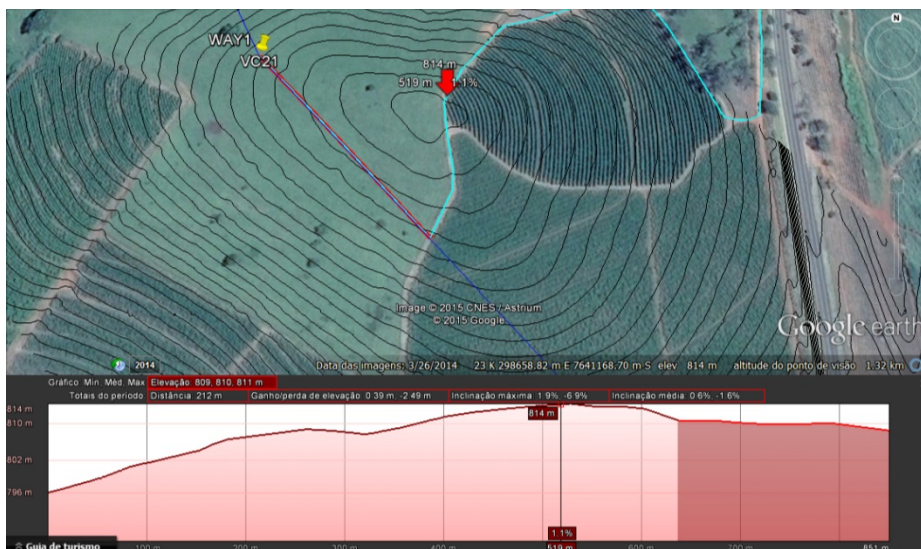 N
WAY1
VC21
814 m
519 m 1.1%
Image © 2015 CNES / Astrium
© 2015 Google
Google earth
2014
Data das imagens: 3/26/2014 23 K 298658.82 m E 7641168.70 m S elev 814 m altitude do ponto de visão 1.32 km
Gráfico Min. Méd. Max Elevação: 809, 810, 811 m
Totais do período Distância: 212 m Ganho/perda de elevação: 0.39 m, -2.49 m Inclinação máxima: 1.9%, -6.9% Inclinação média: 0.6%, -1.6%
814 m
814 m
810 m
802 m
796 m
1.1%
Guia de turismo 100 m 200 m 300 m 400 m 519 m 600 m 700 m 851 m